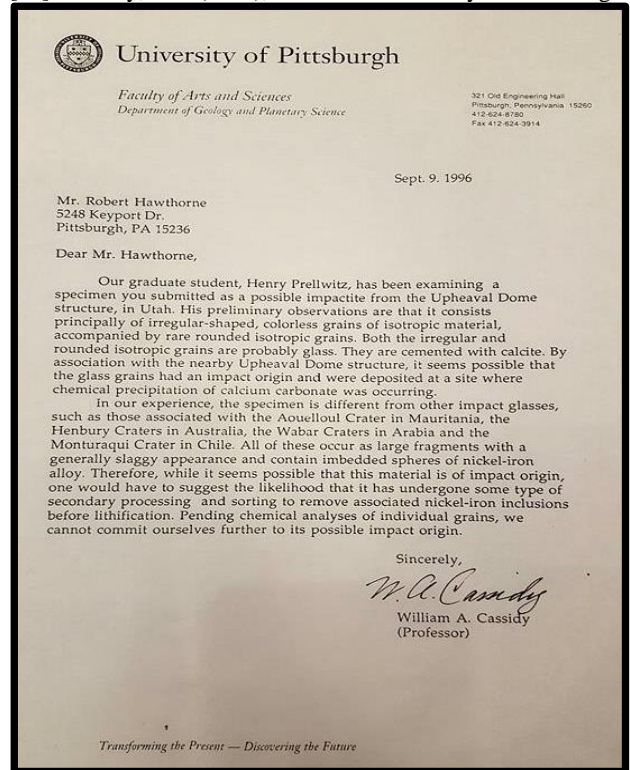 University of Pittsburgh
Faculty of Arts and Sciences
Department of Geology and Planetary Science
321 Old Engineering Hall
Pittsburgh, Pennsylvania 15260
412-624-8780
Fax 412-624-3914
Sept. 9. 1996
Mr. Robert Hawthorne
5248 Keyport Dr.
Pittsburgh, PA 15236
Dear Mr. Hawthorne,
Our graduate student, Henry Prellwitz, has been examining a
specimen you submitted as a possible impactite from the Upheaval Dome
structure, in Utah. His preliminary observations are that it consists
principally of irregular-shaped, colorless grains of isotropic material,
accompanied by rare rounded isotropic grains. Both the irregular and
rounded isotropic grains are probably glass. They are cemented with calcite. By
association with the nearby Upheaval Dome structure, it seems possible that
the glass grains had an impact origin and were deposited at a site where
chemical precipitation of calcium carbonate was occurring.
In our experience, the specimen is different from other impact glasses,
such as those associated with the Aouelloul Crater in Mauritania, the
Henbury Craters in Australia, the Wabar Craters in Arabia and the
Monturaqui Crater in Chile. All of these occur as large fragments with a
generally slaggy appearance and contain imbedded spheres of nickel-iron
alloy. Therefore, while it seems possible that this material is of impact origin,
one would have to suggest the likelihood that it has undergone some type of
secondary processing and sorting to remove associated nickel-iron inclusions
before lithification. Pending chemical analyses of individual grains, we
cannot commit ourselves further to its possible impact origin.
Sincerely,
W. A. Cassidy
William A. Cassidy
(Professor)
Transforming the Present — Discovering the Future